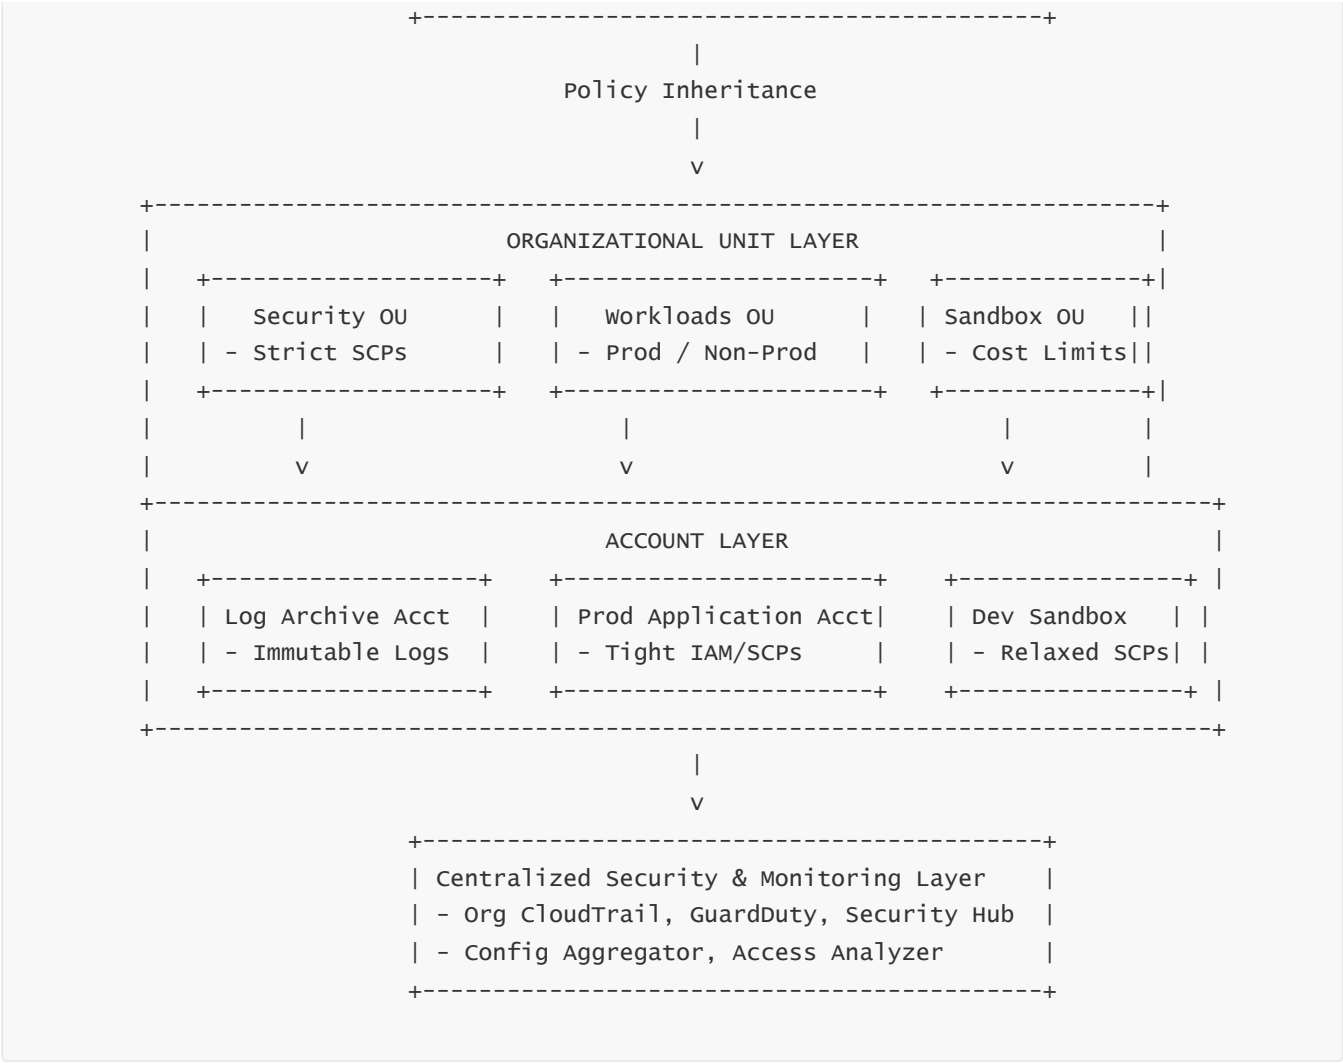 +--------------------------------------------+
|
Policy Inheritance
|
v
+-----------------------------------------------------------------------+
|                         ORGANIZATIONAL UNIT LAYER                     |
|   +--------------------+   +----------------------+   +--------------+|
|   |   Security OU      |   |   Workloads OU      |   | Sandbox OU   ||
|   | - Strict SCPs      |   | - Prod / Non-Prod   |   | - Cost Limits||
|   +--------------------+   +----------------------+   +--------------+|
|          |                      |                          |         |
|          v                      v                          v         |
+---------------------------------------------------------------------------+
|                                ACCOUNT LAYER                              |
|   +-------------------+    +----------------------+    +----------------+ |
|   | Log Archive Acct  |    | Prod Application Acct|    | Dev Sandbox   | |
|   | - Immutable Logs  |    | - Tight IAM/SCPs     |    | - Relaxed SCPs| |
|   +-------------------+    +----------------------+    +----------------+ |
+---------------------------------------------------------------------------+
|
v
+--------------------------------------------+
| Centralized Security & Monitoring Layer    |
| - Org CloudTrail, GuardDuty, Security Hub  |
| - Config Aggregator, Access Analyzer       |
+--------------------------------------------+